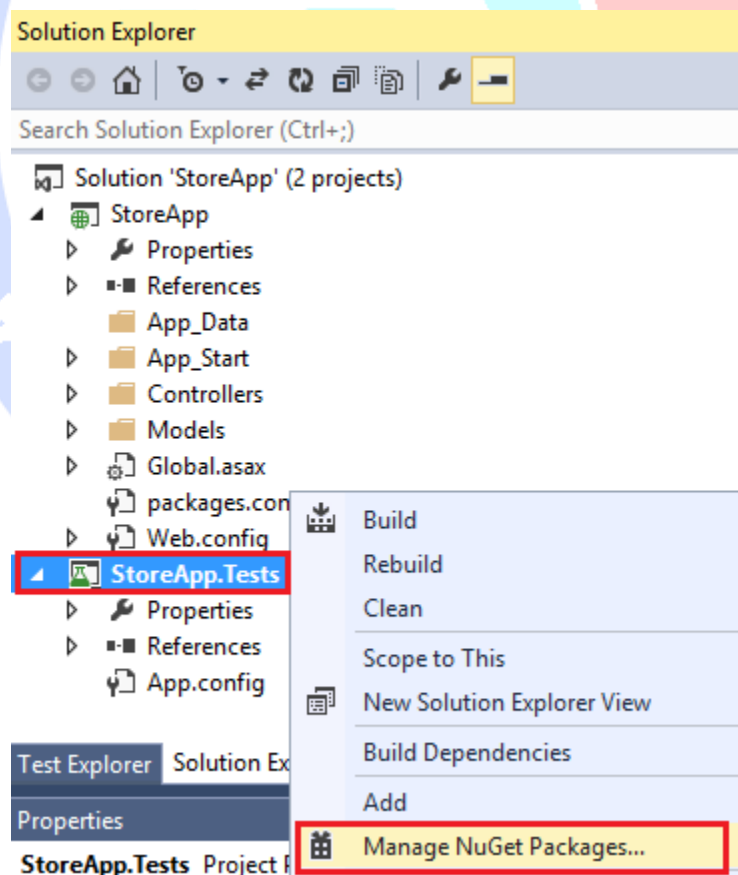 Solution Explorer
Search Solution Explorer (Ctrl+;)
Solution 'StoreApp' (2 projects)
StoreApp
Properties
References
App_Data
App_Start
Controllers
Models
Global.asax
packages.con
Web.config
StoreApp.Tests
Properties
References
App.config
Build
Rebuild
Clean
Scope to This
New Solution Explorer View
Build Dependencies
Add
Manage NuGet Packages...
Test Explorer Solution Ex
Properties
StoreApp.Tests Project P